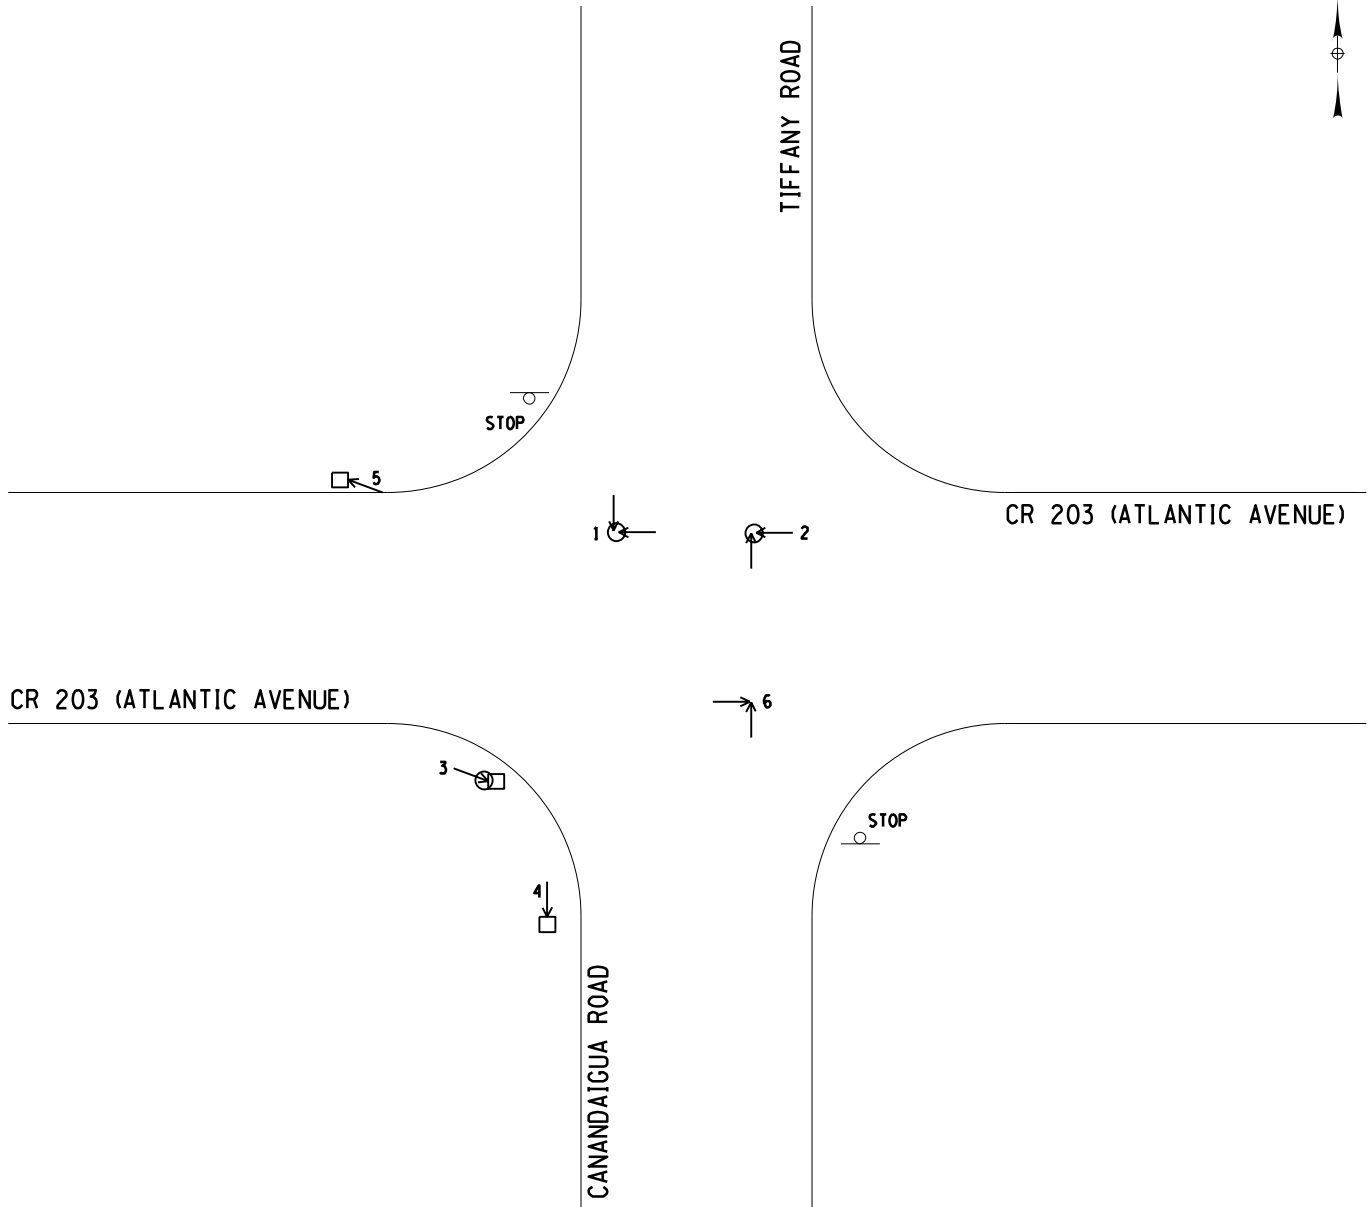 TIFFANY ROAD
STOP
5
CR 203 (ATLANTIC AVENUE)
1
2
CR 203 (ATLANTIC AVENUE)
6
3
STOP
4
CANANDAIGUA ROAD